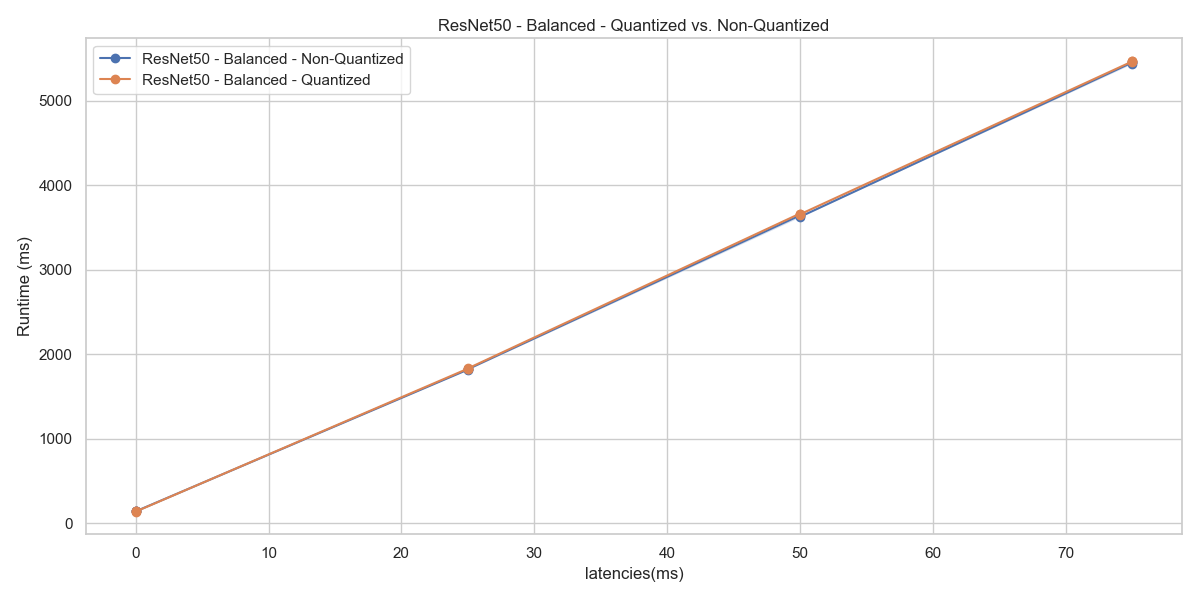 ResNet50 - Balanced - Quantized vs. Non-Quantized
ResNet50 - Balanced - Non-Quantized
ResNet50 - Balanced - Quantized
Runtime (ms)
5000
4000
3000
2000
1000
0
0 10 20 30 40 50 60 70
latencies(ms)